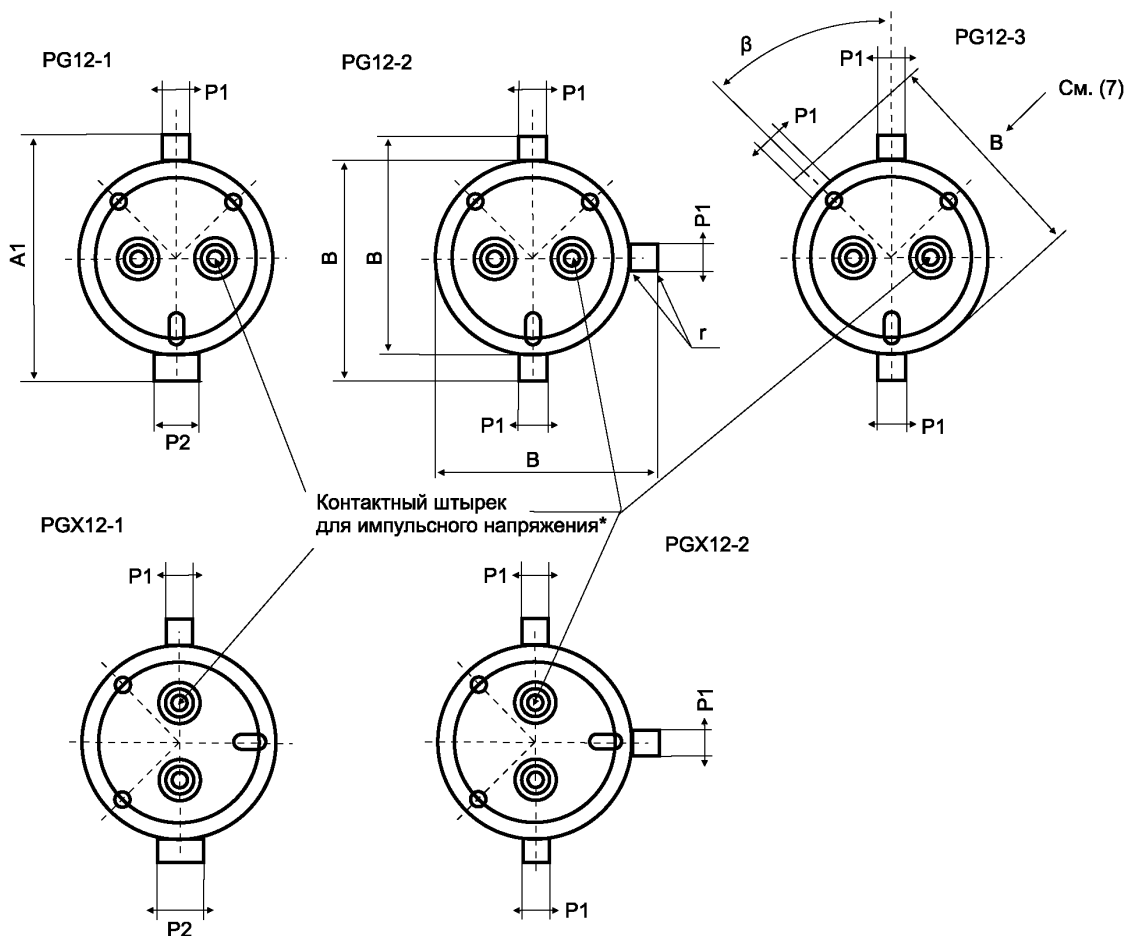 PG12-1
P1
A1
P2
PG12-2
P1
B
B
P1
r
P1
B
PG12-3
β
P1
P1
См. (7)
B
P1
Контактный штырек
для импульсного напряжения*
PGX12-1
P1
P2
PGX12-2
P1
P1
P1